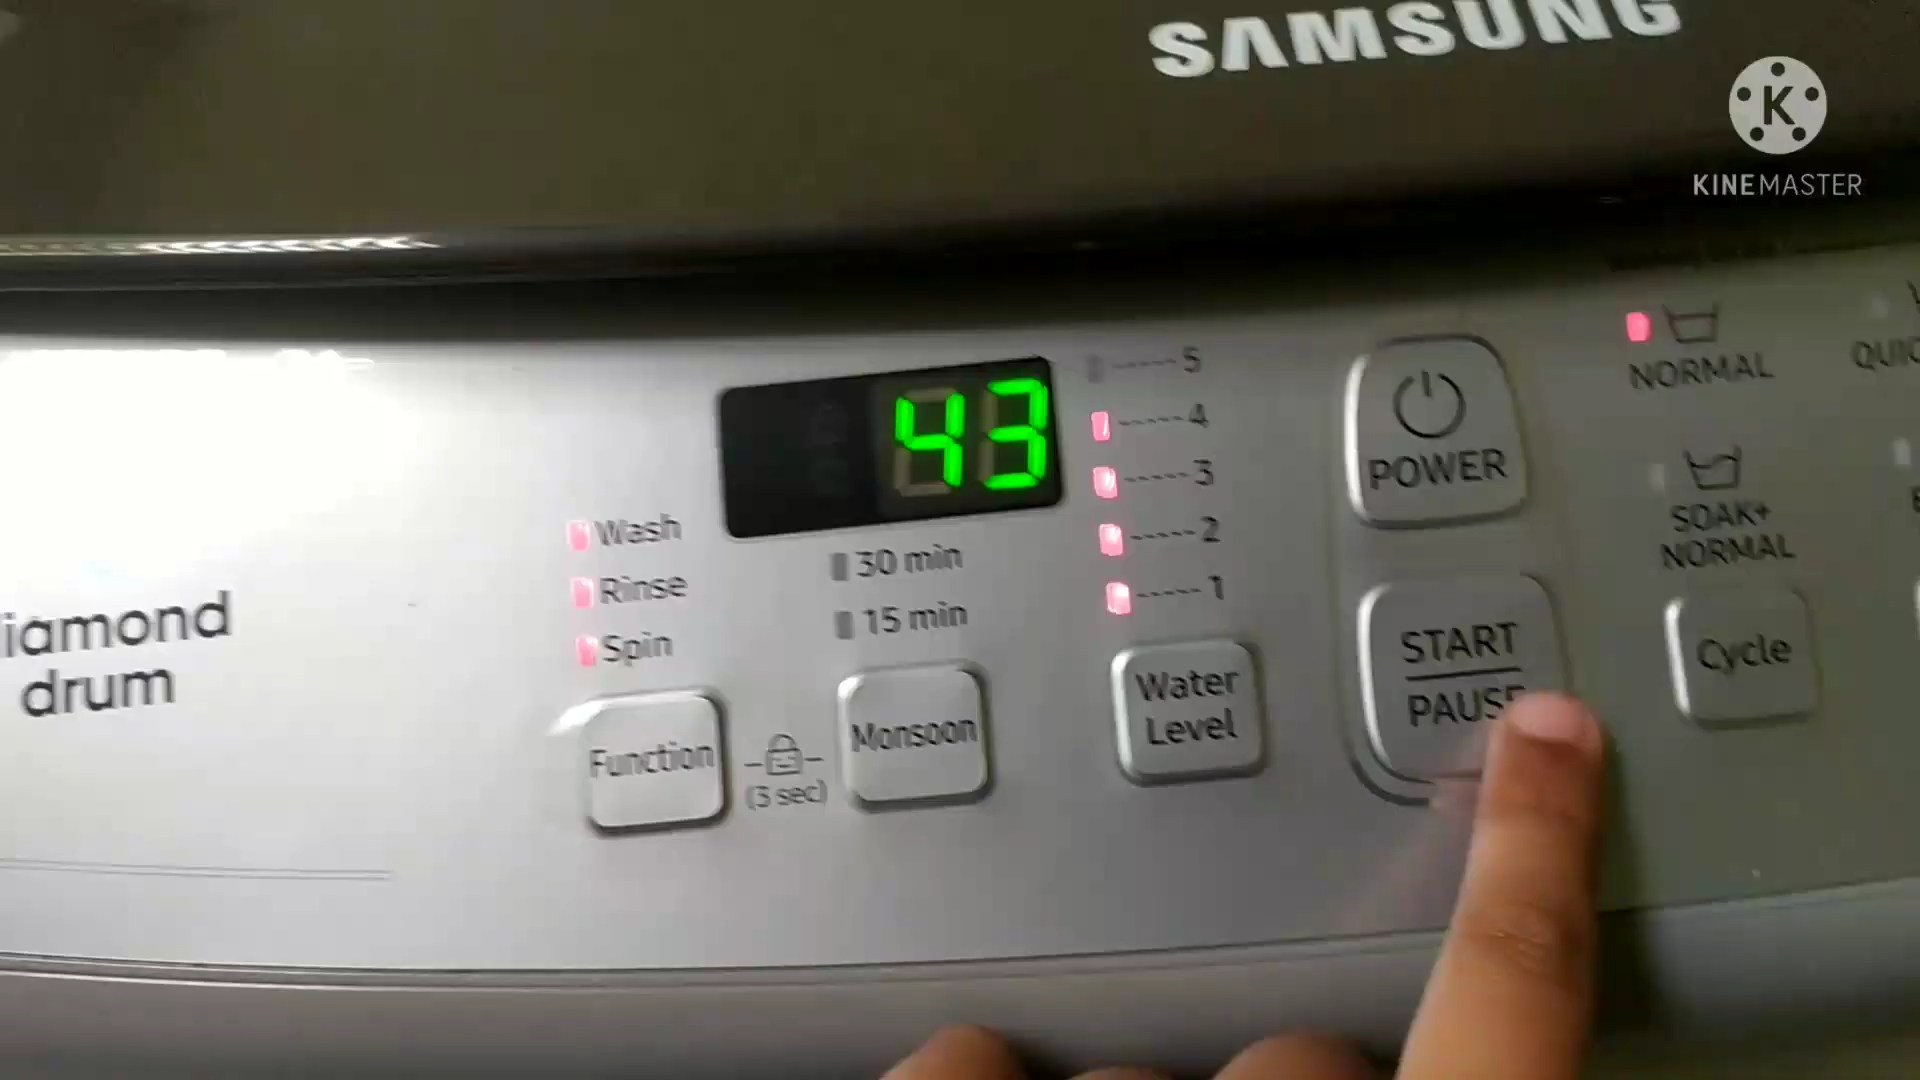 SAMSUNG
K
KINEMASTER
43
5
4
3
2
1
Wash
Rinse
Spin
30 min
15 min
iamond
drum
Function
(3 sec)
Monsoon
Water
Level
POWER
START
PAUSE
NORMAL
QUIC
SOAK+
NORMAL
Cycle